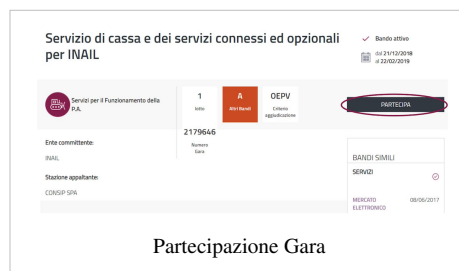 Servizio di cassa e dei servizi connessi ed opzionali
per INAIL
Bando attivo
dal 21/12/2018
al 22/02/2019
Servizi per il Funzionamento della
P.A.
1
lotto
A
Altri Bandi
OEPV
Criterio
aggiudicazione
PARTECIPA
2179646
Numero
Gara
Ente committente:
INAIL
Stazione appaltante:
CONSIP SPA
BANDI SIMILI
SERVIZI
MERCATO
ELETTRONICO
08/06/2017
Partecipazione Gara